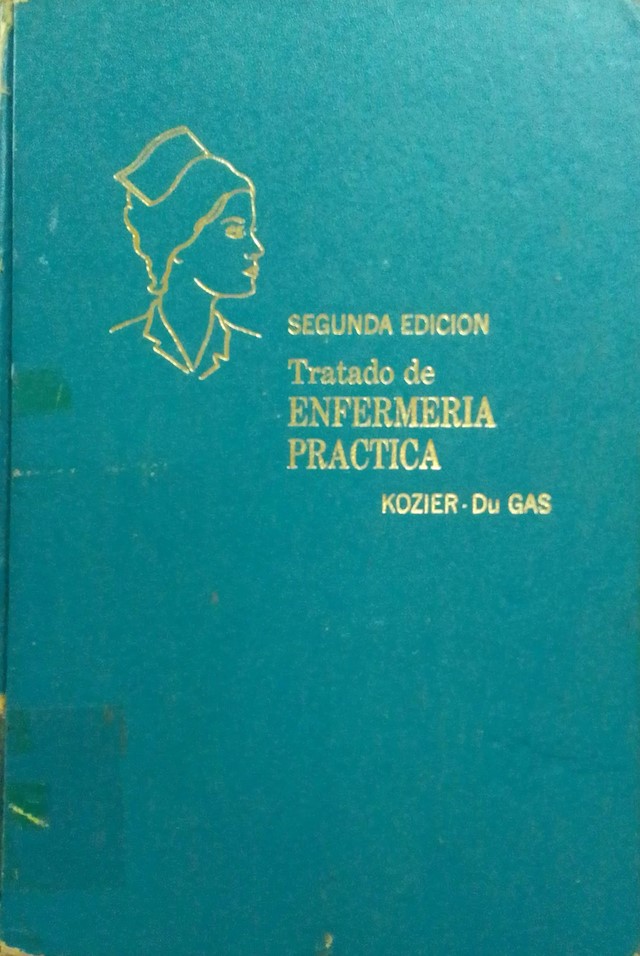 SEGUNDA EDICION
Tratado de
ENFERMERIA
PRACTICA
KOZIER - Du GAS